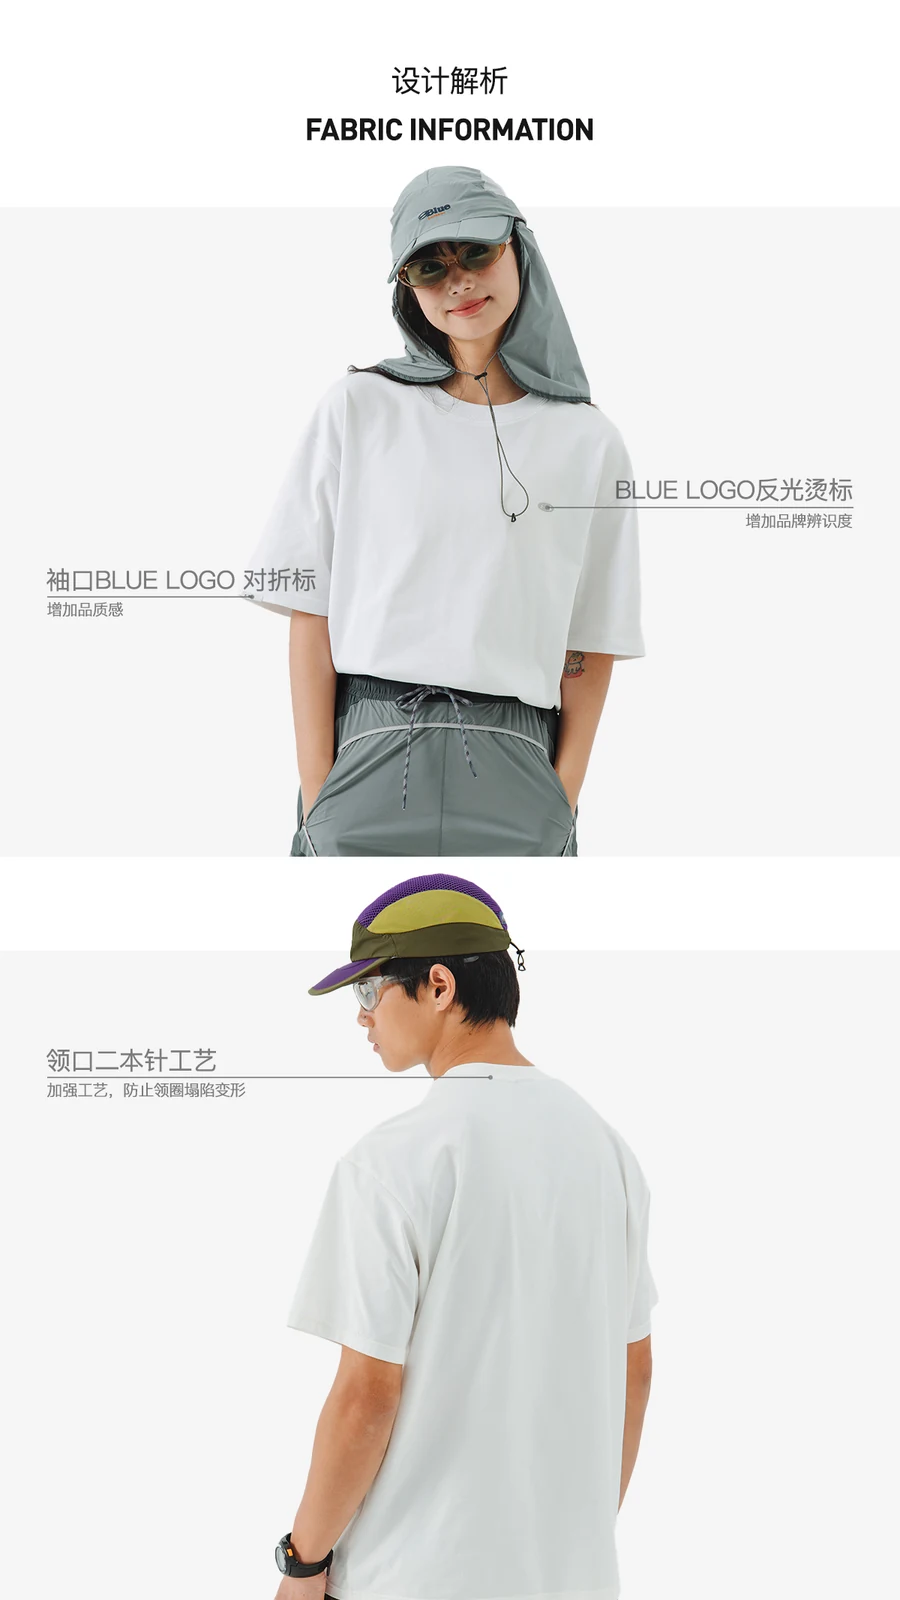 设计解析
FABRIC INFORMATION
Blue
BLUE LOGO反光烫标
增加品牌辨识度
袖口BLUE LOGO 对折标
增加品质感
领口二本针工艺
加强工艺，防止领圈塌陷变形